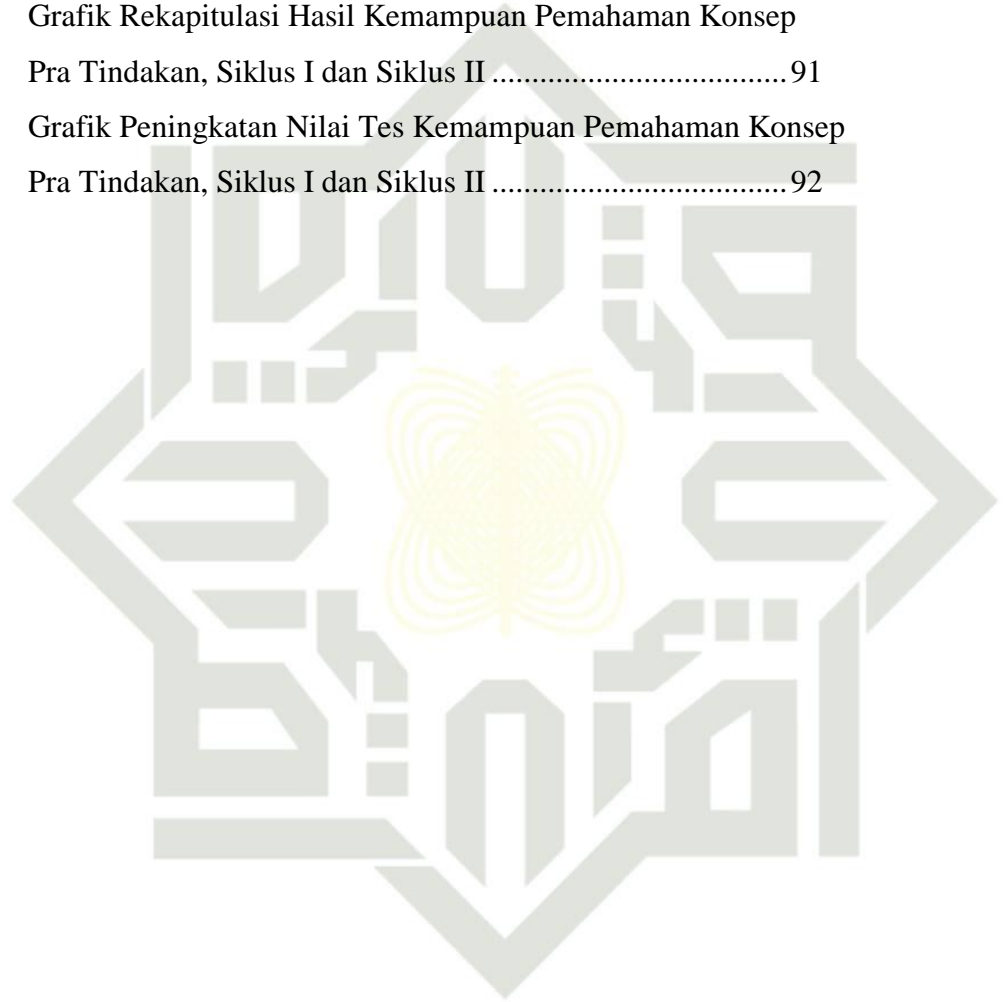 Grafik Rekapitulasi Hasil Kemampuan Pemahaman Konsep
Pra Tindakan, Siklus I dan Siklus II ..................................... 91
Grafik Peningkatan Nilai Tes Kemampuan Pemahaman Konsep
Pra Tindakan, Siklus I dan Siklus II ..................................... 92